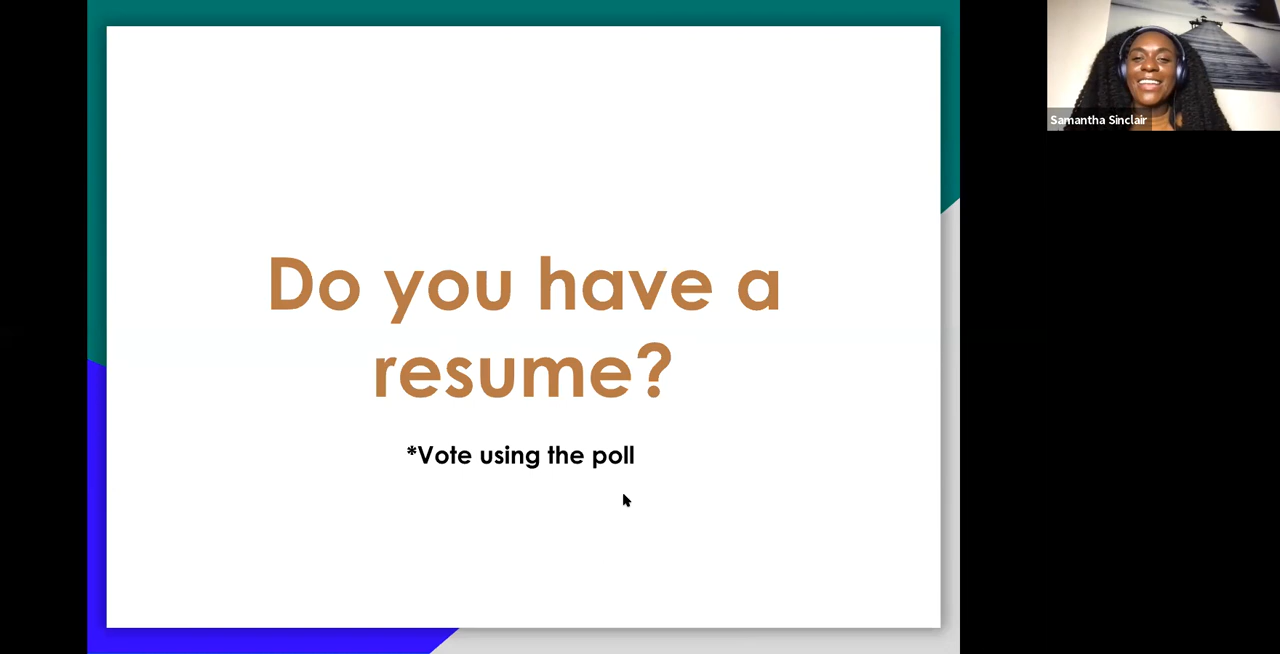 Do you have a
resume?
*Vote using the poll
Samantha Sinclair